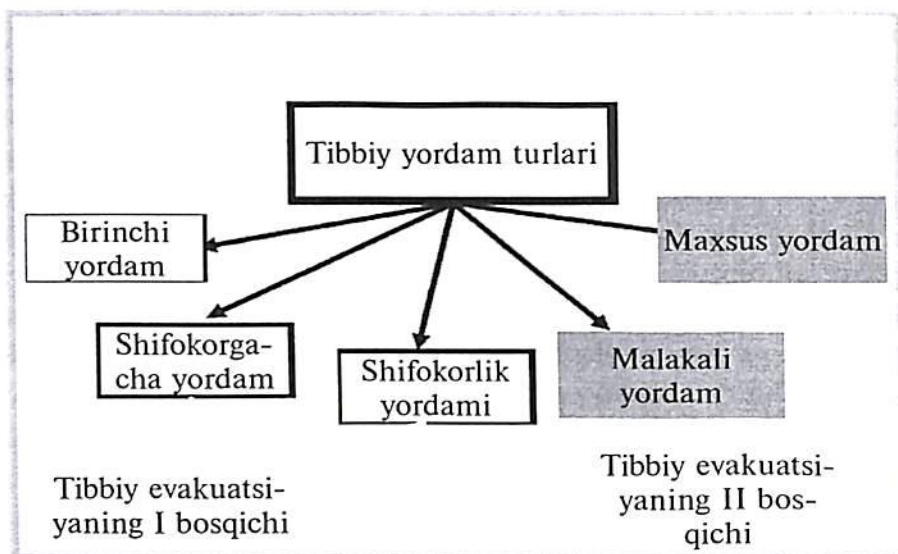 Tibbiy yordam turlari
Birinchi
yordam
Maxsus yordam
Shifokorga-
cha yordam
Shifokorlik
yordami
Malakali
yordam
Tibbiy evakuatsi-
yaning I bosqichi
Tibbiy evakuatsi-
yaning II bos-
qichi